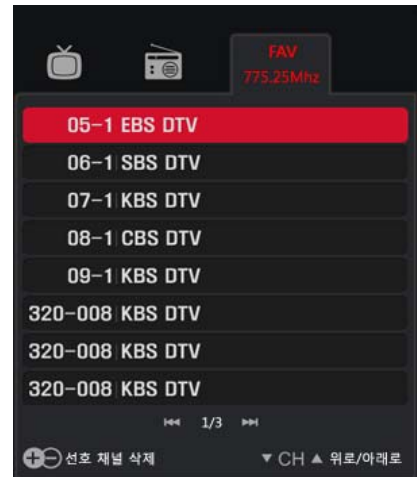 FAV
775.25Mhz
05-1 EBS DTV
06-1 SBS DTV
07-1 KBS DTV
08-1 CBS DTV
09-1 KBS DTV
320-008 KBS DTV
320-008 KBS DTV
320-008 KBS DTV
1/3
선호 채널 삭제 ▼ CH ▲ 위로/아래로